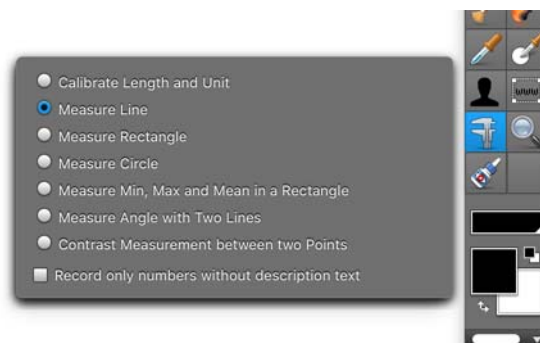 Calibrate Length and Unit
Measure Line
Measure Rectangle
Measure Circle
Measure Min, Max and Mean in a Rectangle
Measure Angle with Two Lines
Contrast Measurement between two Points
Record only numbers without description text